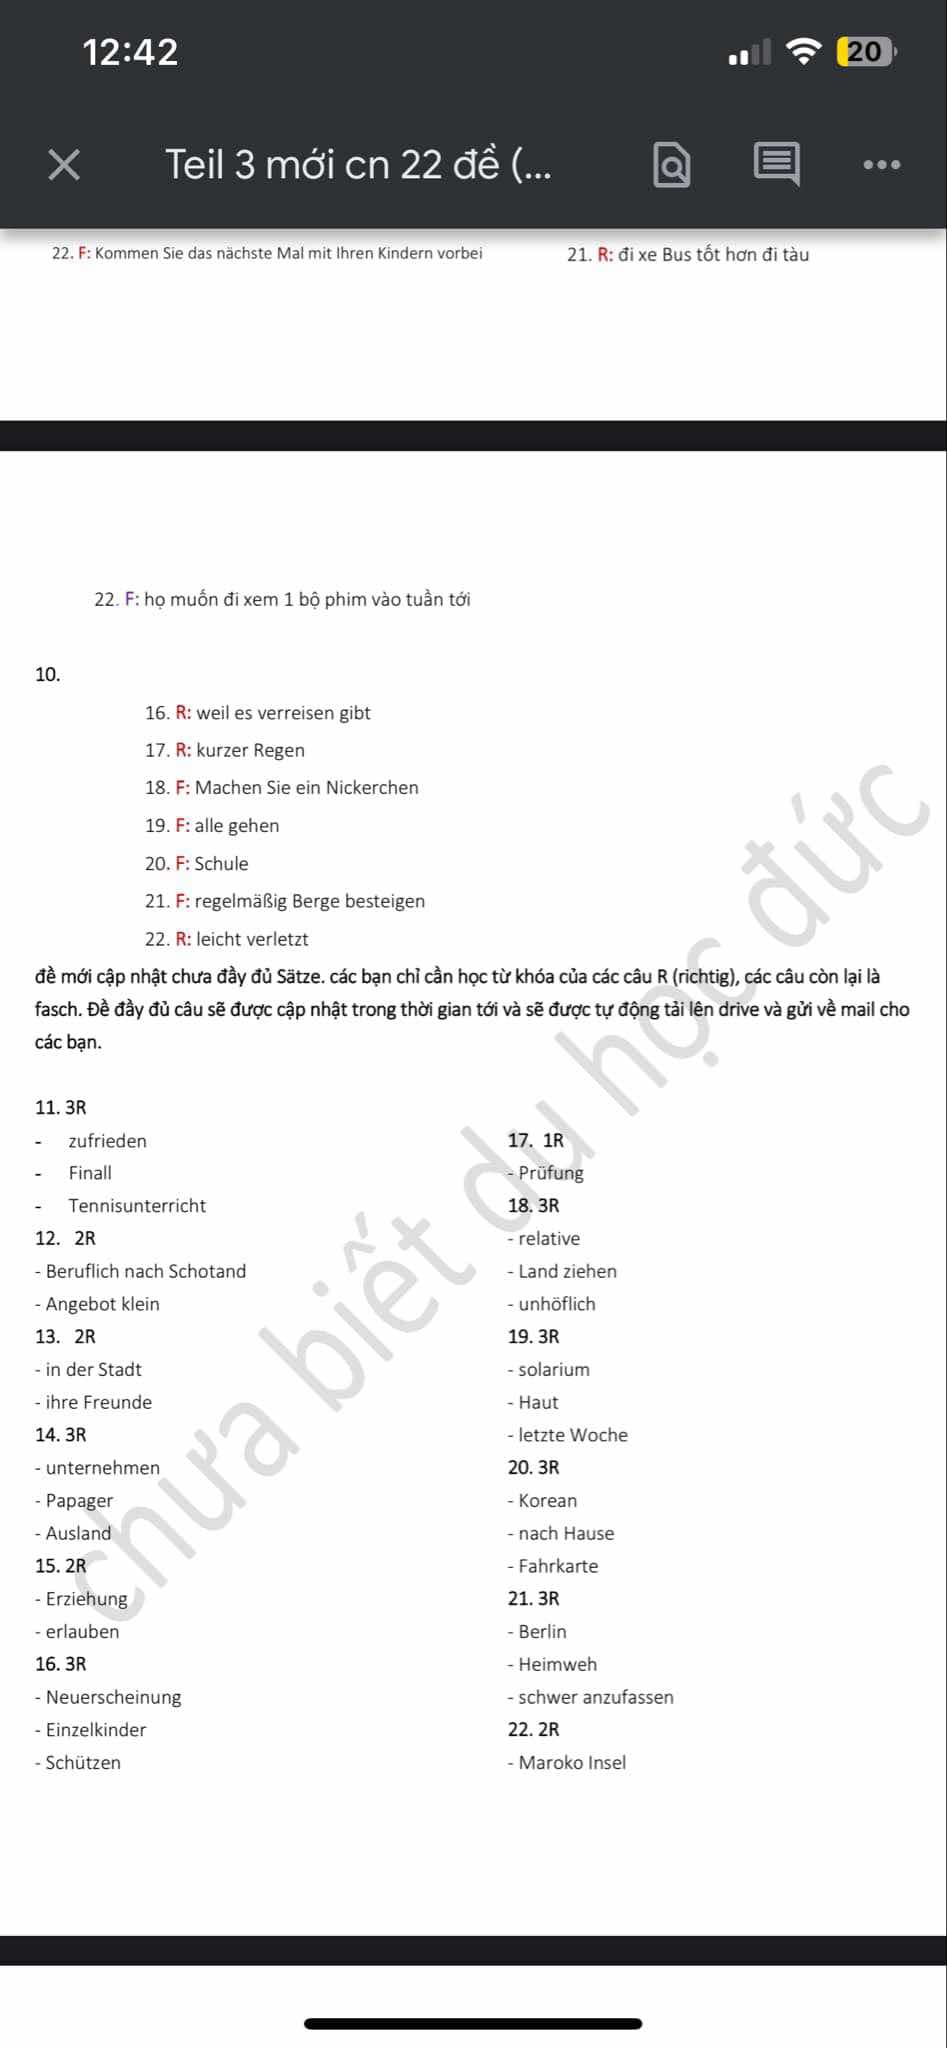 12:42
20
Teil 3 mới cn 22 đề (...
22. F: Kommen Sie das nächste Mal mit Ihren Kindern vorbei
21. R: đi xe Bus tốt hơn đi tàu
22. F: họ muốn đi xem 1 bộ phim vào tuần tới
10.
16. R: weil es verreisen gibt
17. R: kurzer Regen
18. F: Machen Sie ein Nickerchen
19. F: alle gehen
20. F: Schule
21. F: regelmäßig Berge besteigen
22. R: leicht verletzt
đề mới cập nhật chưa đầy đủ Sätze. các bạn chỉ cần học từ khóa của các câu R (richtig), các câu còn lại là
fasch. Đề đầy đủ câu sẽ được cập nhật trong thời gian tới và sẽ được tự động tải lên drive và gửi về mail cho
các bạn.
11. 3R
- zufrieden
- Finall
- Tennisunterricht
12. 2R
- Beruflich nach Schotand
- Angebot klein
13. 2R
- in der Stadt
- ihre Freunde
14. 3R
- unternehmen
- Papager
- Ausland
15. 2R
- Erziehung
- erlauben
16. 3R
- Neuerscheinung
- Einzelkinder
- Schützen
17. 1R
- Prüfung
18. 3R
- relative
- Land ziehen
- unhöflich
19. 3R
- solarium
- Haut
- letzte Woche
20. 3R
- Korean
- nach Hause
- Fahrkarte
21. 3R
- Berlin
- Heimweh
- schwer anzufassen
22. 2R
- Maroko Insel
chưa biết du học đức